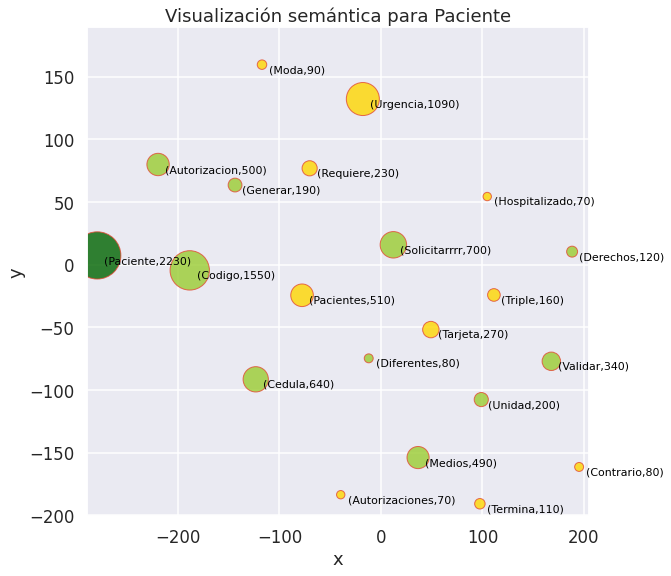 Visualización semántica para Paciente
150
100
50
0
−50
−100
−150
−200
y
(Moda,90)
(Urgencia,1090)
(Autorizacion,500)
(Requiere,230)
(Generar,190)
(Hospitalizado,70)
(Solicitarrrr,700)
(Derechos,120)
(Paciente,2230)
(Codigo,1550)
(Pacientes,510)
(Triple,160)
(Tarjeta,270)
(Diferentes,80)
(Validar,340)
(Cedula,640)
(Unidad,200)
(Medios,490)
(Contrario,80)
(Autorizaciones,70)
(Termina,110)
−200
−100
0
100
200
x